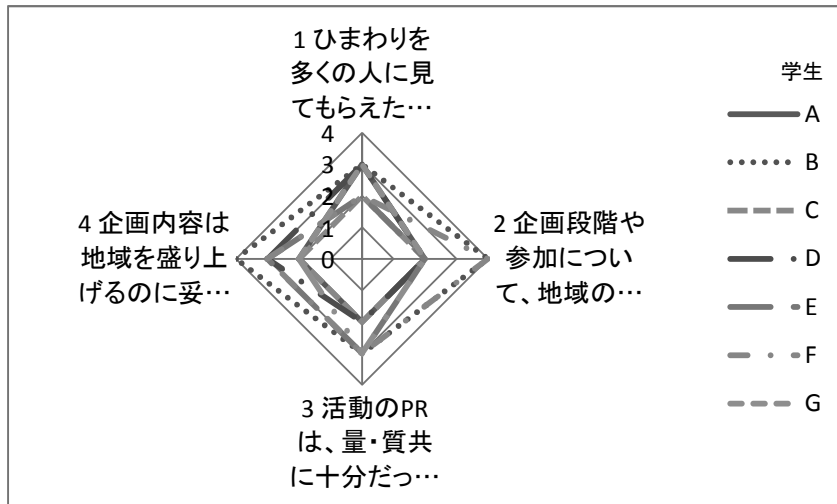 1 ひまわりを
多くの人に見
てもらえた…
4
3
2
1
0
4 企画内容は
地域を盛り上
げるのに妥…
2 企画段階や
参加につい
て、地域の…
3 活動のPR
は、量・質共
に十分だっ…
学生
A
B
C
D
E
F
G